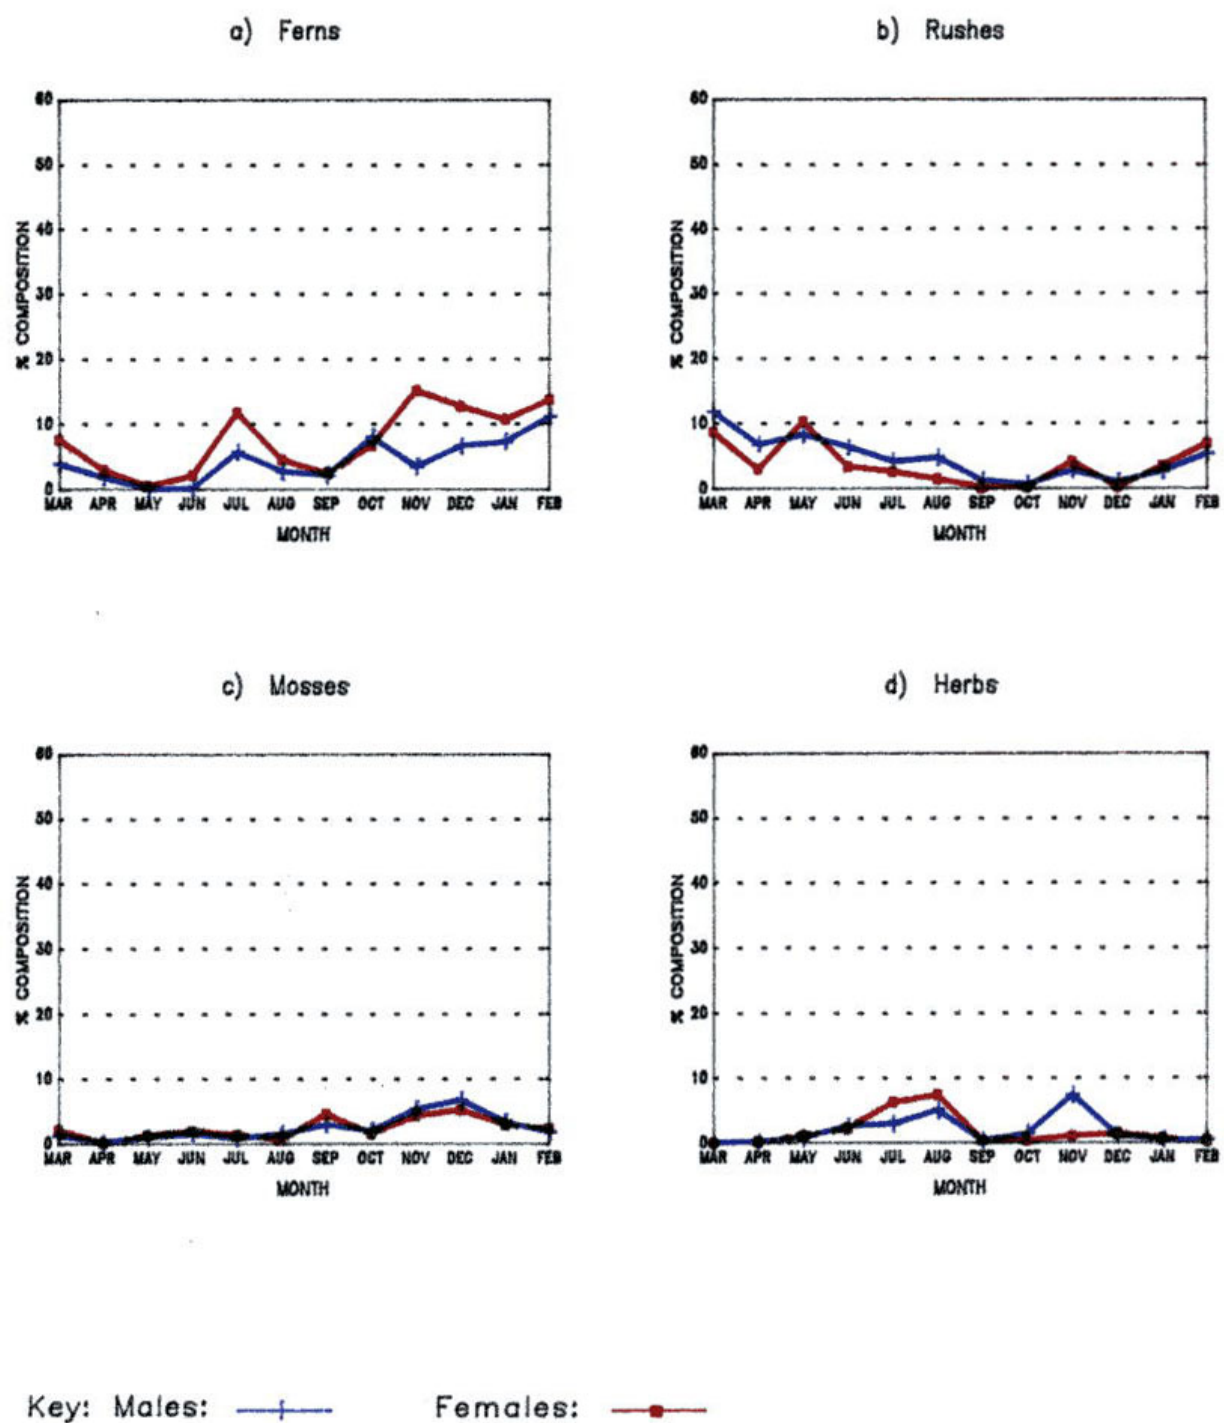 a) Ferns
60
50
40
30
20
10
0
% COMPOSITION
MAR APR MAY JUN JUL AUG SEP OCT NOV DEC JAN FEB
MONTH
b) Rushes
60
50
40
30
20
10
0
% COMPOSITION
MAR APR MAY JUN JUL AUG SEP OCT NOV DEC JAN FEB
MONTH
c) Mosses
60
50
40
30
20
10
0
% COMPOSITION
MAR APR MAY JUN JUL AUG SEP OCT NOV DEC JAN FEB
MONTH
d) Herbs
60
50
40
30
20
10
0
% COMPOSITION
MAR APR MAY JUN JUL AUG SEP OCT NOV DEC JAN FEB
MONTH
Key: Males: Females: